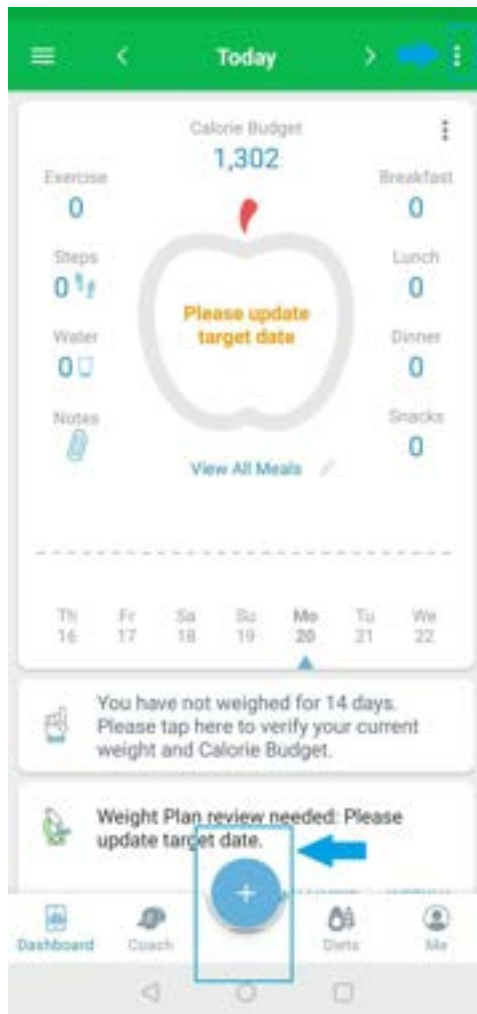 Today
Calorie Budget
1,302
Exercise
0
Breakfast
0
Steps
0
Lunch
0
Please update
target date
Water
0
Dinner
0
Notes
Snacks
0
View All Meals
Th Fr Sa Su Mo Tu We
16 17 18 19 20 21 22
You have not weighed for 14 days.
Please tap here to verify your current
weight and Calorie Budget.
Weight Plan review needed: Please
update target date.
+
Dashboard Coach Diets Me